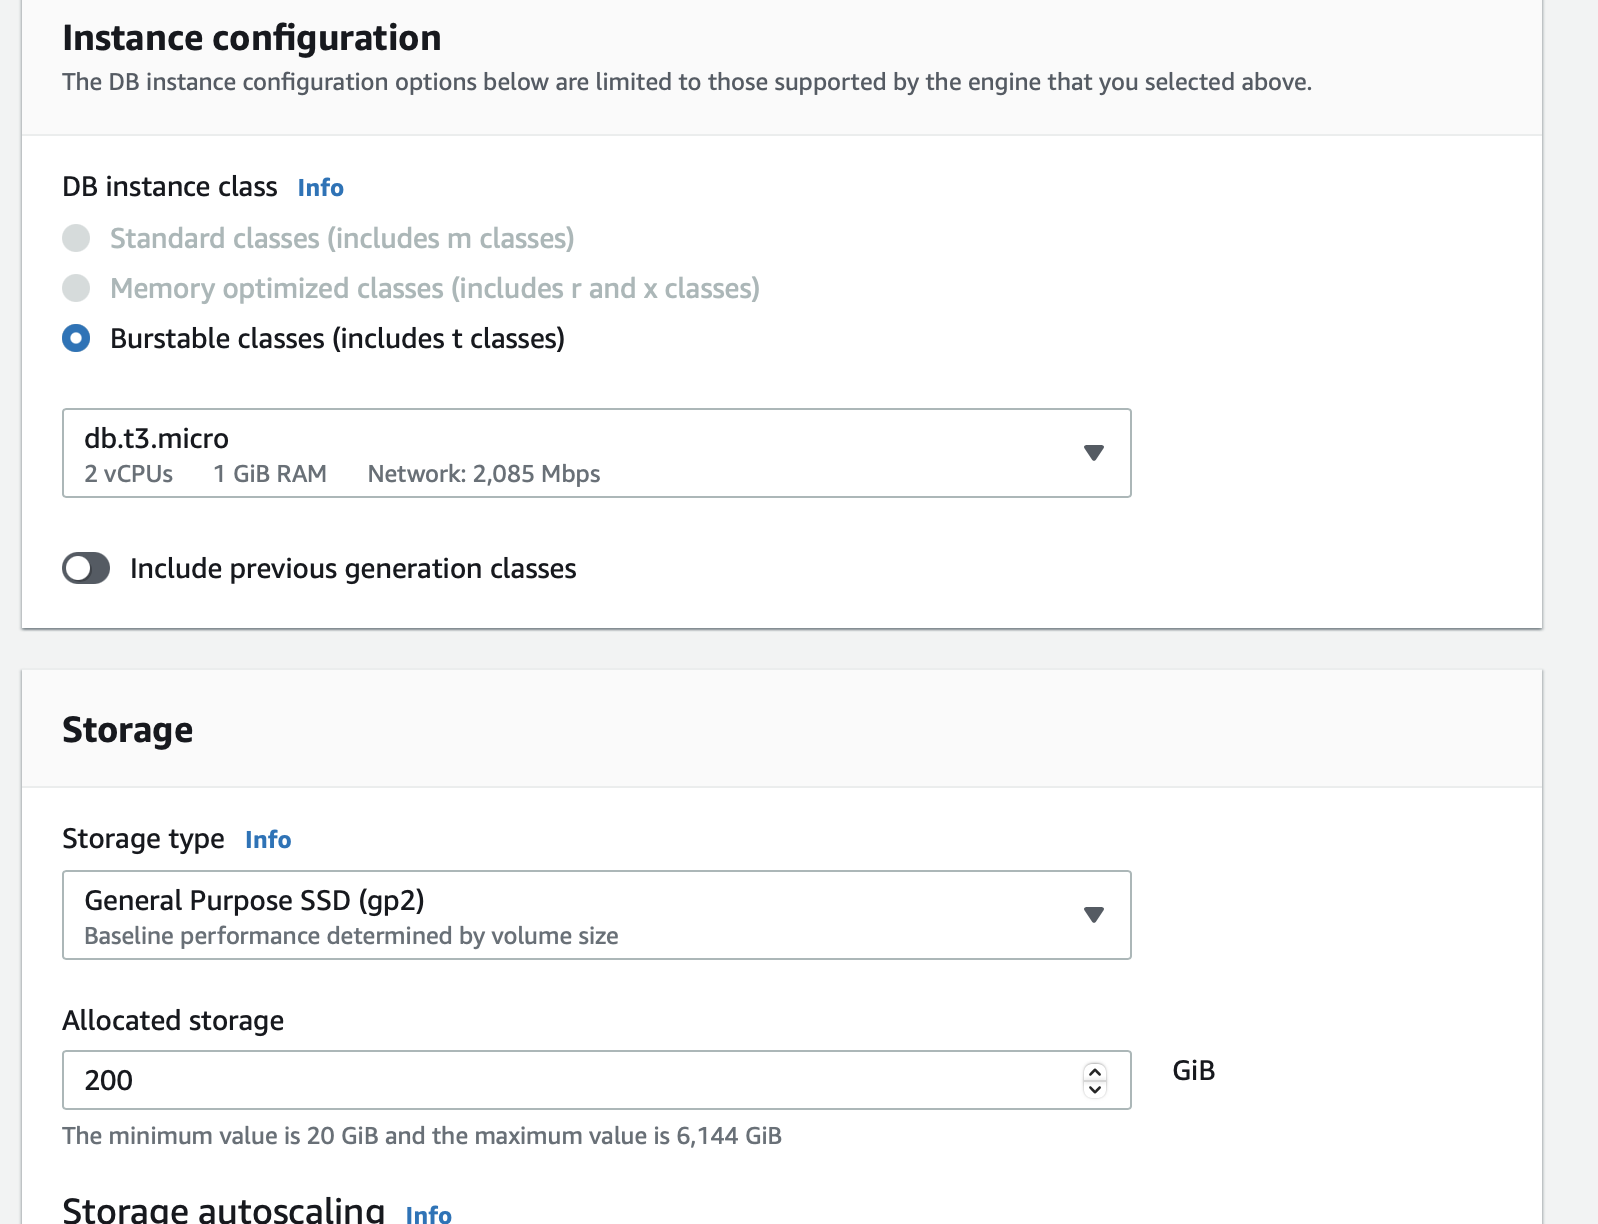 Instance configuration
The DB instance configuration options below are limited to those supported by the engine that you selected above.
DB instance class Info
Standard classes (includes m classes)
Memory optimized classes (includes r and x classes)
Burstable classes (includes t classes)
db.t3.micro
2 vCPUs 1 GiB RAM Network: 2,085 Mbps
Include previous generation classes
Storage
Storage type Info
General Purpose SSD (gp2)
Baseline performance determined by volume size
Allocated storage
200 GiB
The minimum value is 20 GiB and the maximum value is 6,144 GiB
Storage autoscaling Info